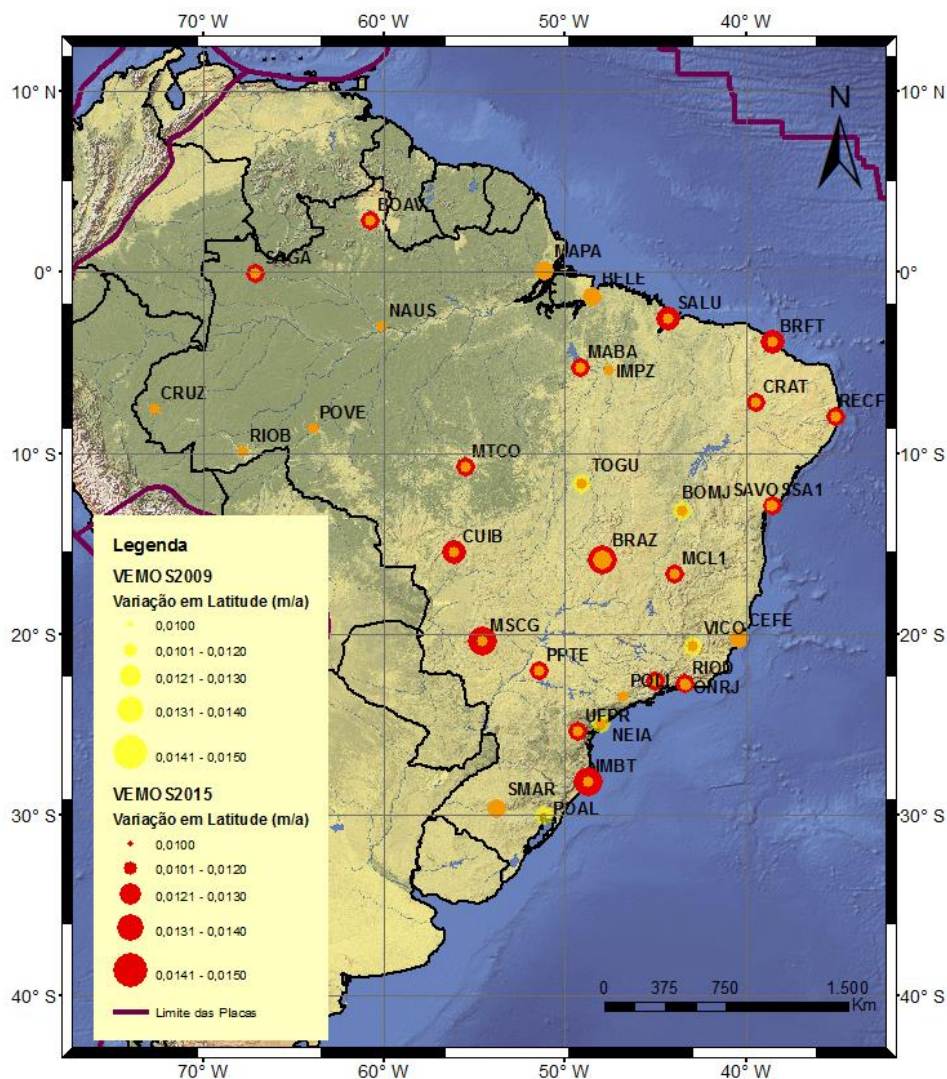 70° W 60° W 50° W 40° W
10° N 10° N
N
BOAV
MAPA
0° 0°
SAGA
BELE
NAUS
SALU
BRFT
MABA
IMPZ
CRAT
CRUZ
RECF
POVE
RIOB
10° S 10° S
MTCO
TOGU
BOMJ SAVO SSA1
CUIB
BRAZ
MCL1
CEFE
20° S 20° S
MSCG
VICO
PPTE
RIOD
POLI
ONRJ
UFPR
NEIA
IMBT
SMAR
POAL
30° S 30° S
40° S 40° S
Legenda
VEMOS2009
Variação em Latitude (m/a)
0,0100
0,0101 - 0,0120
0,0121 - 0,0130
0,0131 - 0,0140
0,0141 - 0,0150
VEMOS2015
Variação em Latitude (m/a)
0,0100
0,0101 - 0,0120
0,0121 - 0,0130
0,0131 - 0,0140
0,0141 - 0,0150
Limite das Placas
0 375 750 1.500
Km
70° W 60° W 50° W 40° W